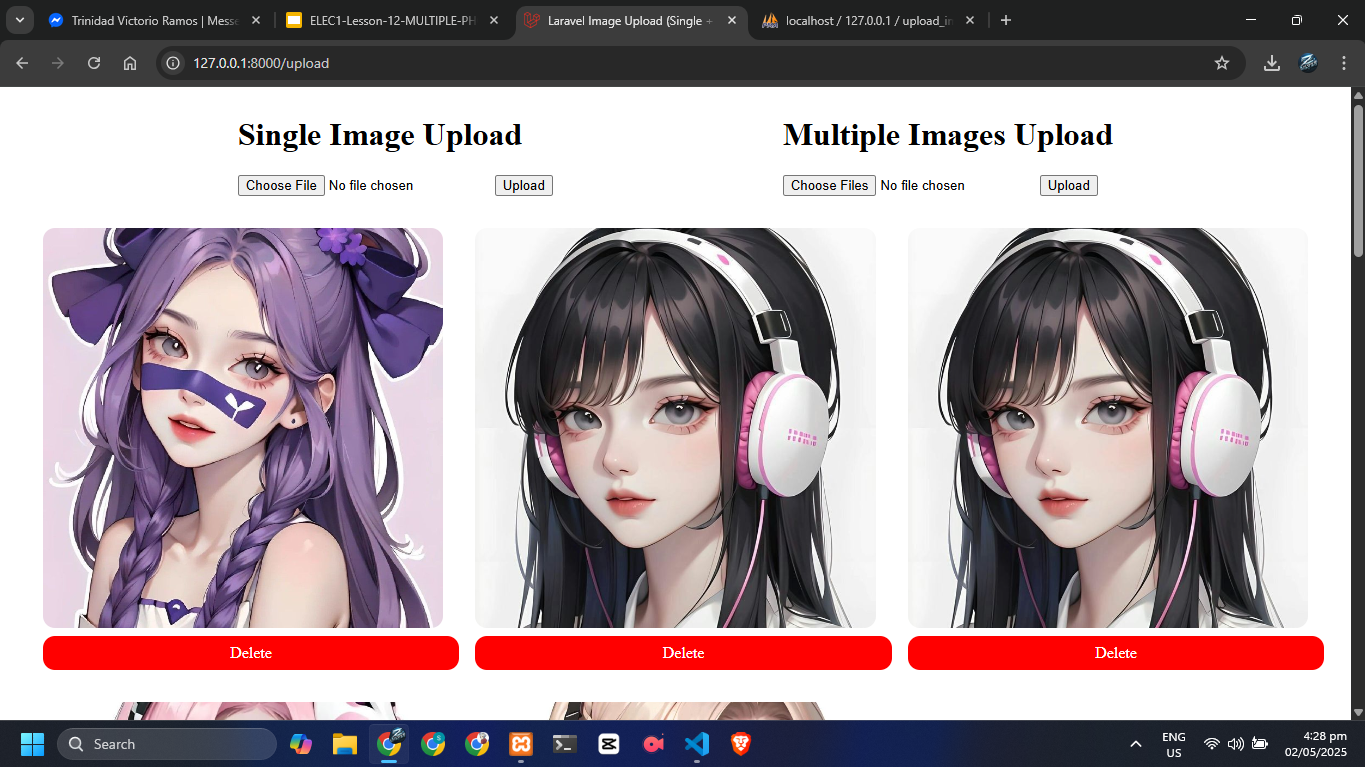 Trinidad Victorio Ramos | Messe
ELEC1-Lesson-12-MULTIPLE-PH
Laravel Image Upload (Single +
localhost / 127.0.0.1 / upload_in
127.0.0.1:8000/upload
Single Image Upload
Multiple Images Upload
Choose File No file chosen Upload
Choose Files No file chosen Upload
Delete
Delete
Delete
Search
ENG
US
4:28 pm
02/05/2025